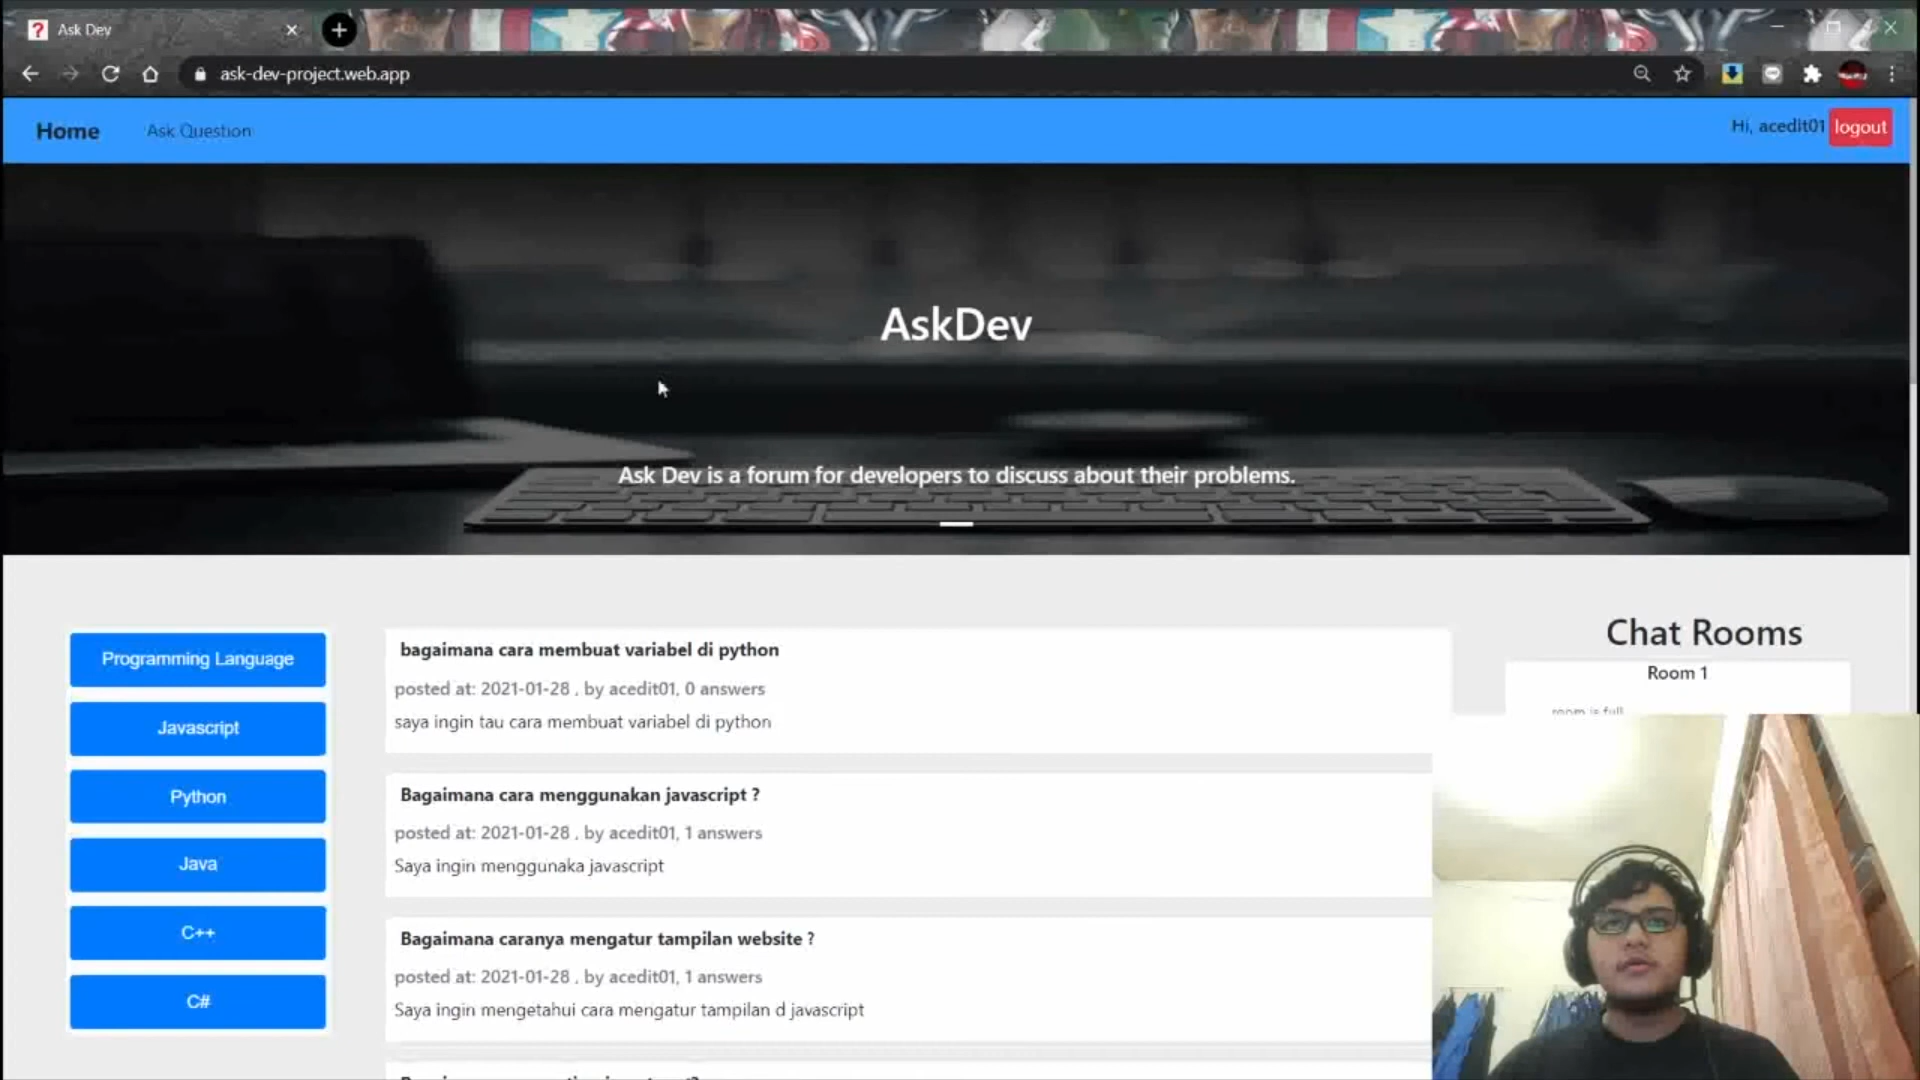 Ask Dev
ask-dev-project.web.app
Home
Ask Question
Hi, acedit01
logout
AskDev
Ask Dev is a forum for developers to discuss about their problems.
Programming Language
Javascript
Python
Java
C++
C#
bagaimana cara membuat variabel di python
posted at: 2021-01-28 , by acedit01, 0 answers
saya ingin tau cara membuat variabel di python
Bagaimana cara menggunakan javascript ?
posted at: 2021-01-28 , by acedit01, 1 answers
Saya ingin menggunaka javascript
Bagaimana caranya mengatur tampilan website ?
posted at: 2021-01-28 , by acedit01, 1 answers
Saya ingin mengetahui cara mengatur tampilan d javascript
Chat Rooms
Room 1
room is full